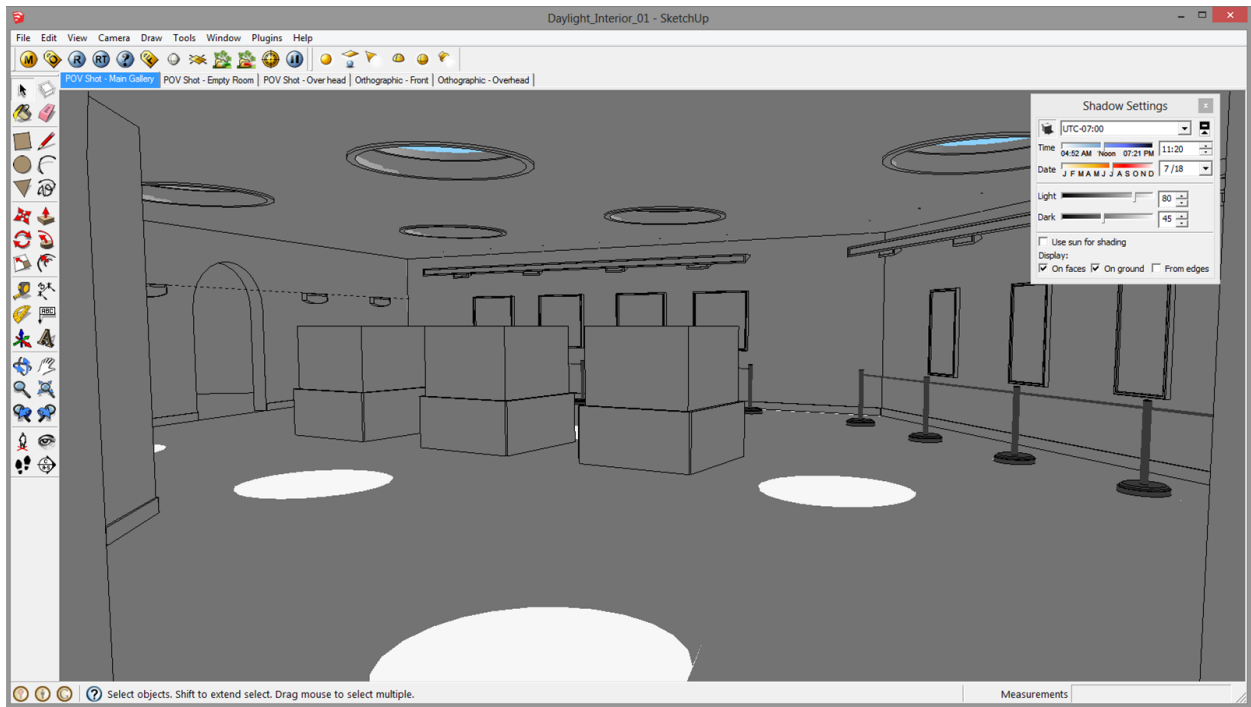 Daylight_Interior_01 - SketchUp
File Edit View Camera Draw Tools Window Plugins Help
M R RT
POV Shot - Main Gallery POV Shot - Empty Room POV Shot - Over head Orthographic - Front Orthographic - Overhead
Shadow Settings
UTC-07:00
Time 04:52 AM Noon 07:21 PM 11:20
Date J F M A M J J A S O N D 7 /18
Light 80
Dark 45
Use sun for shading
Display:
On faces On ground From edges
ABC
Select objects. Shift to extend select. Drag mouse to select multiple.
Measurements